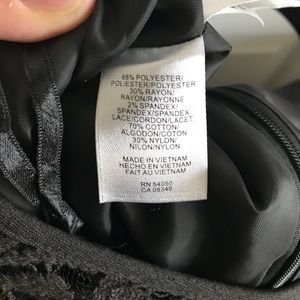 68% POLYESTER/
POLIESTER/POLYESTER
30% RAYON/
RAYON/RAYONNE
2% SPANDEX/
SPANDEX/SPANDEX
LACE/CORDON/LACET:
70% COTTON/
ALGODON/COTON
30% NYLON/
NILON/NYLON
MADE IN VIETNAM
HECHO EN VIETNAM
FAIT AU VIETNAM
RN 54050
CA 08349